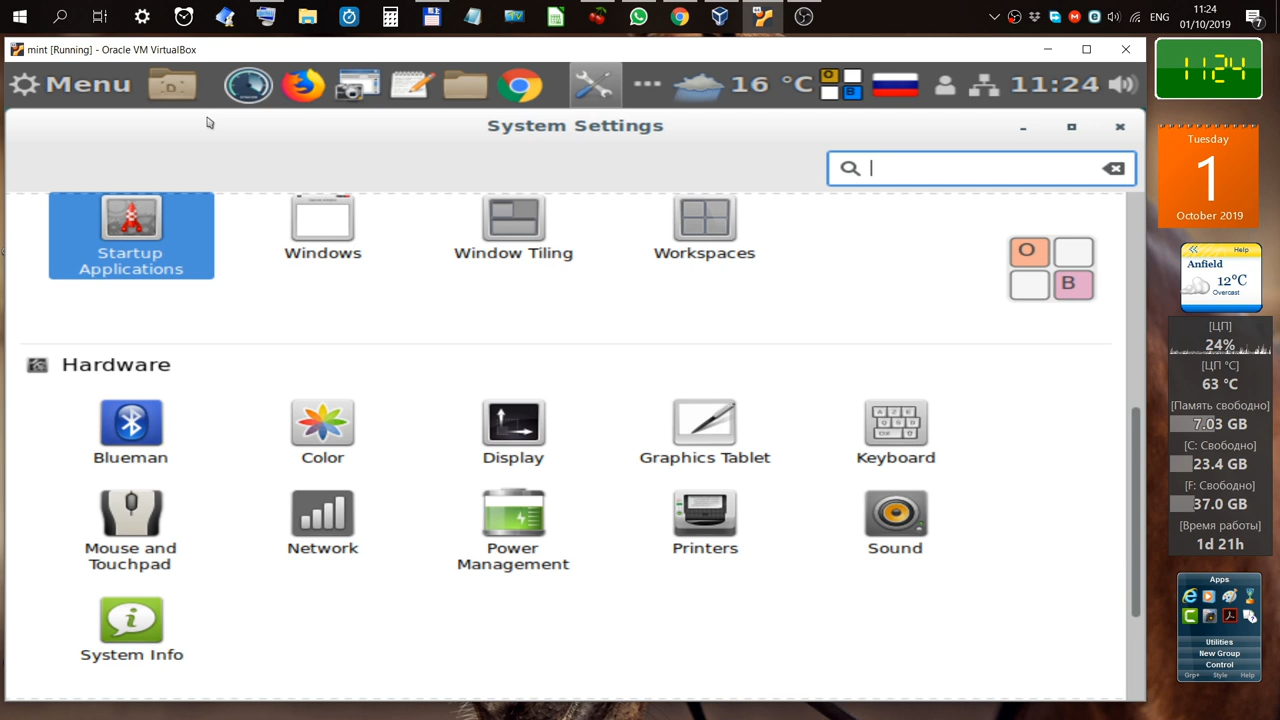 ENG
11:24
01/10/2019
7
mint [Running] - Oracle VM VirtualBox
Menu
16 °C
O
B
11:24
System Settings
Startup
Applications
Windows
Window Tiling
Workspaces
O
B
Hardware
Blueman
Color
Display
Graphics Tablet
Keyboard
Mouse and
Touchpad
Network
Power
Management
Printers
Sound
System Info
11:24
Tuesday
1
October 2019
Help
Anfield
12°C
Overcast
[ЦП]
24%
[ЦП °C]
63 °C
[Память свободно]
7.03 GB
[C: Свободно]
23.4 GB
[F: Свободно]
37.0 GB
[Время работы]
1d 21h
Apps
Utilities
New Group
Control
Grp+ Style Help